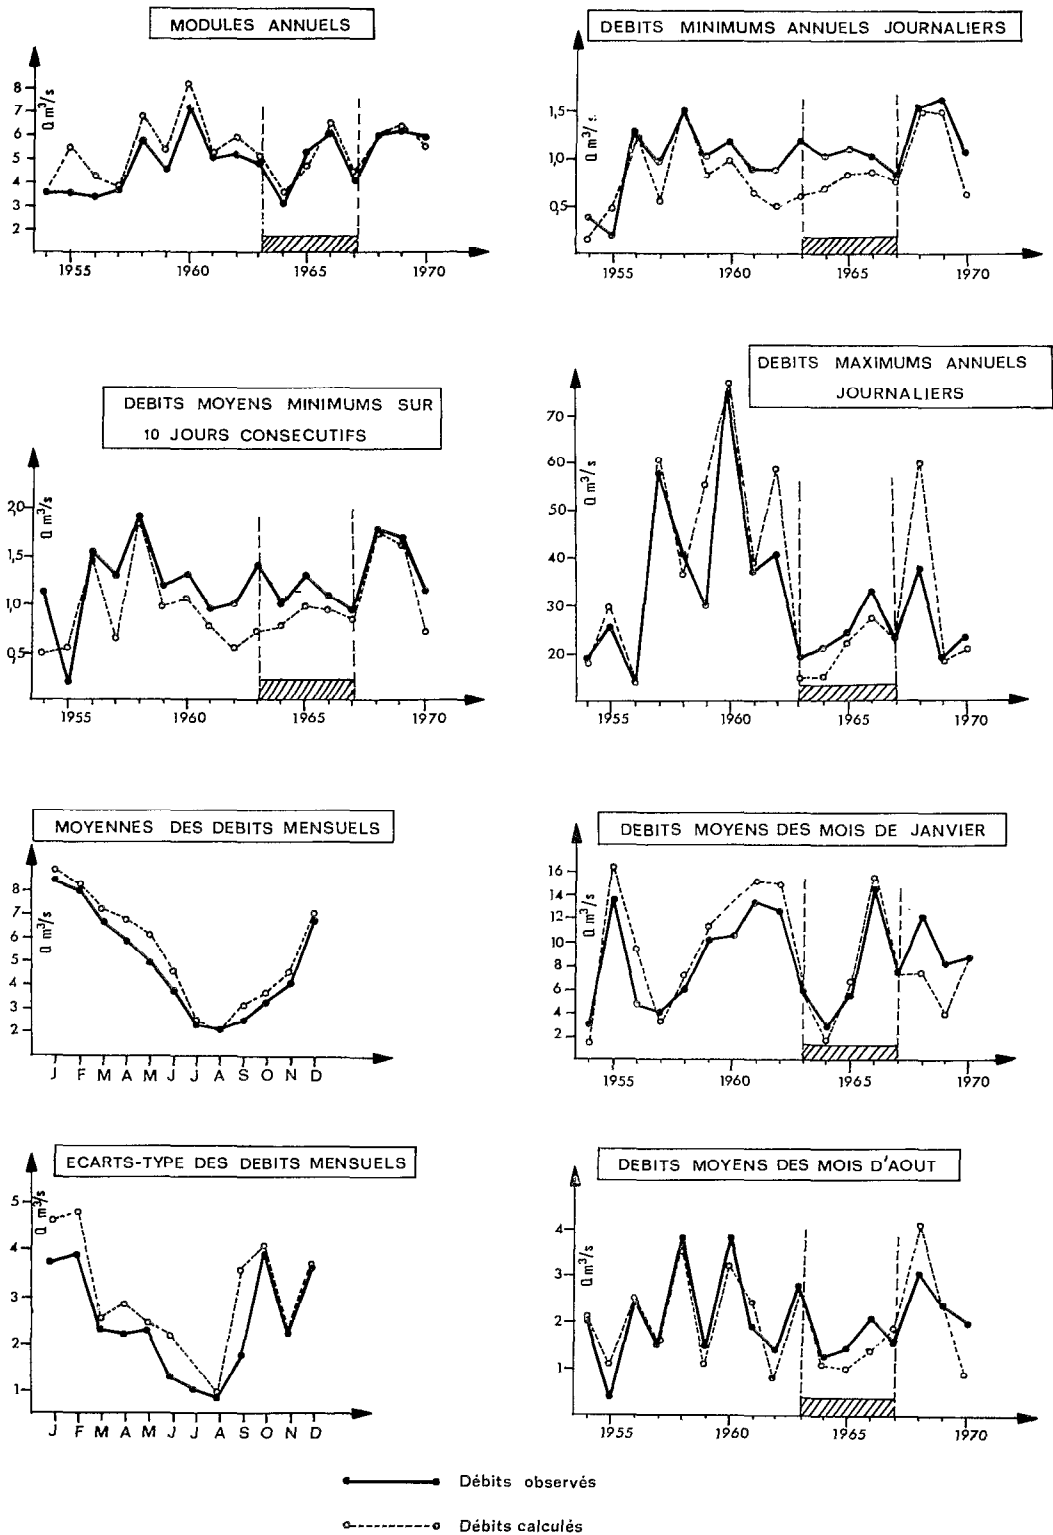 MODULES ANNUELS
Q m³/s
8
7
6
5
4
3
2
1955 1960 1965 1970
DEBITS MINIMUMS ANNUELS JOURNALIERS
Q m³/s
1,5
1,0
0,5
1955 1960 1965 1970
DEBITS MOYENS MINIMUMS SUR
10 JOURS CONSECUTIFS
Q m³/s
20
1,5
1,0
0,5
1955 1960 1965 1970
DEBITS MAXIMUMS ANNUELS
JOURNALIERS
Q m³/s
70
60
50
40
30
20
1955 1960 1965 1970
MOYENNES DES DEBITS MENSUELS
Q m³/s
8
7
6
5
4
3
2
J F M A M J J A S O N D
DEBITS MOYENS DES MOIS DE JANVIER
Q m³/s
16
14
12
10
8
6
4
2
1955 1960 1965 1970
ECARTS-TYPE DES DEBITS MENSUELS
Q m³/s
5
4
3
2
1
J F M A M J J A S O N D
DEBITS MOYENS DES MOIS D'AOUT
Q m³/s
4
3
2
1
1955 1960 1965 1970
Débits observés
Débits calculés